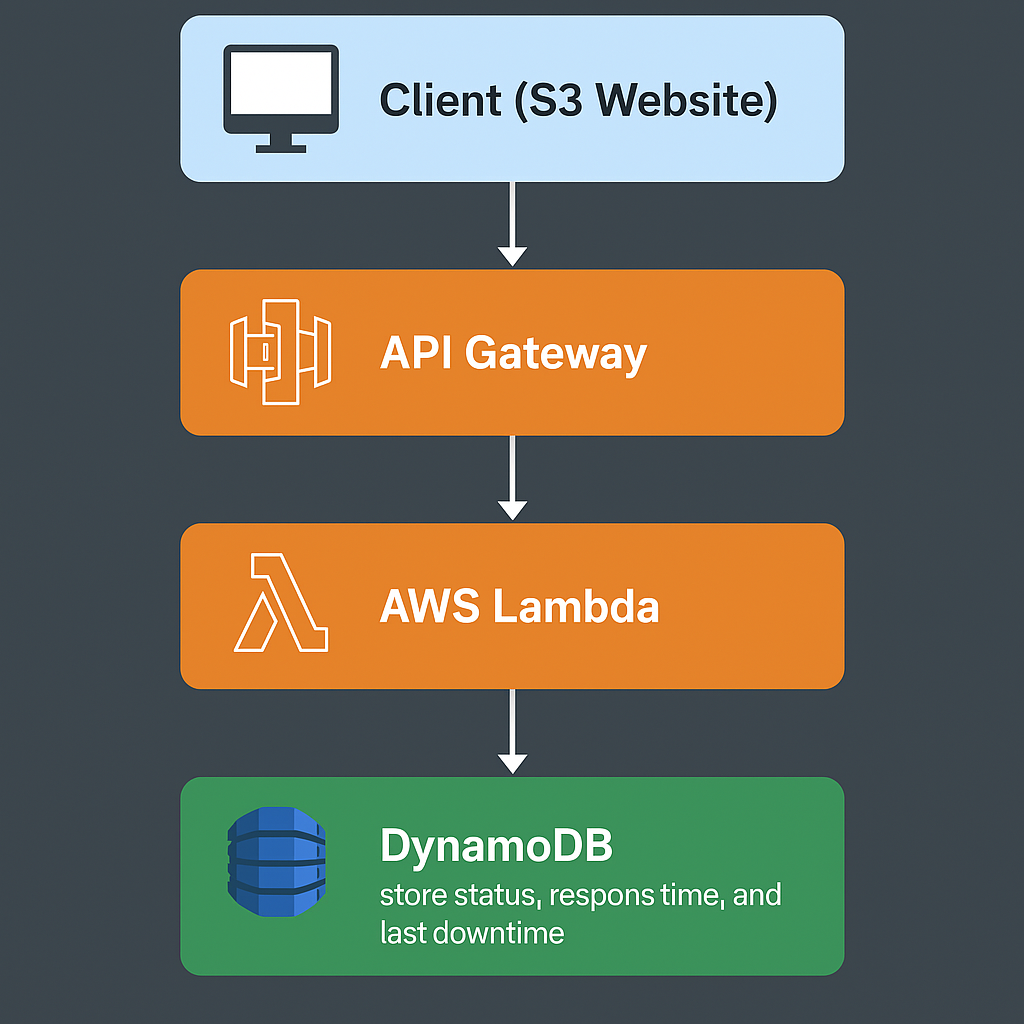 Client (S3 Website)
API Gateway
AWS Lambda
DynamoDB
store status, respons time, and
last downtime